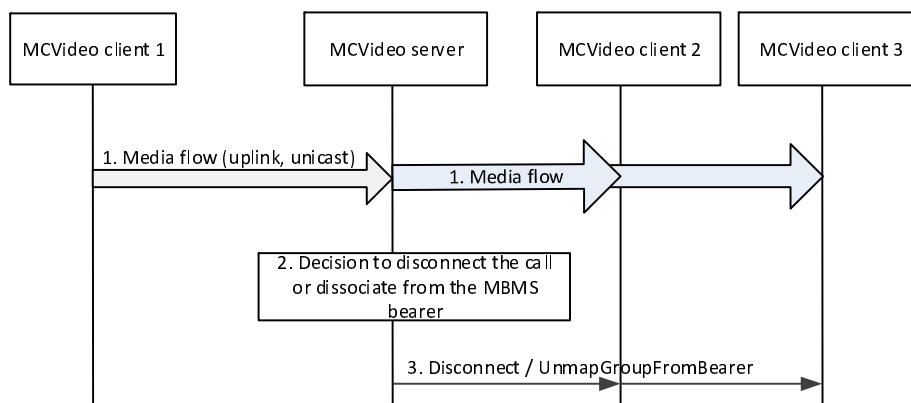 MCVideo client 1
MCVideo server
MCVideo client 2
MCVideo client 3
1. Media flow (uplink, unicast)
1. Media flow
2. Decision to disconnect the call
or dissociate from the MBMS
bearer
3. Disconnect / UnmapGroupFromBearer